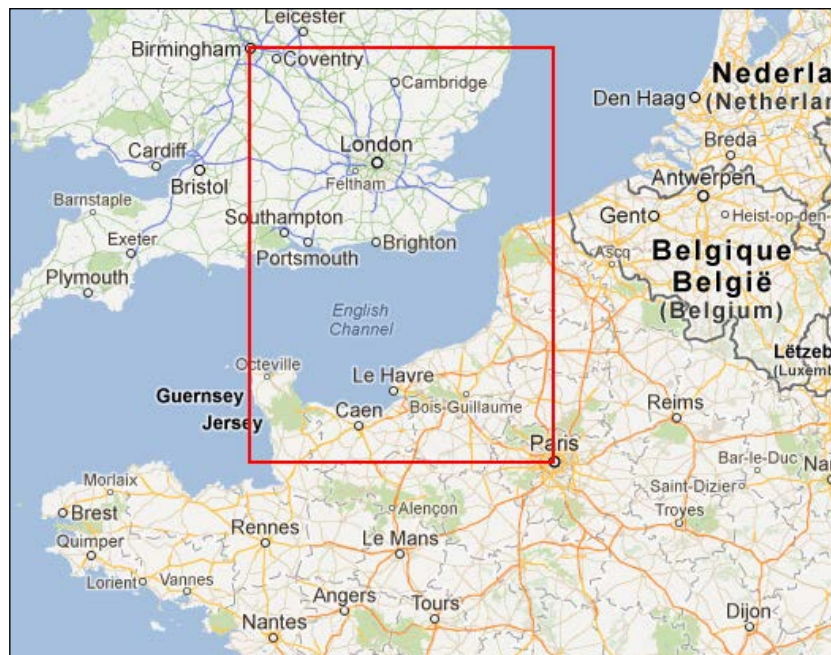 Leicester
Birmingham
Coventry
Cambridge
Nederla
(Netherlan
Den Haag
Breda
London
Cardiff
Bristol
Feltham
Antwerpen
Barnstaple
Southampton
Gent
Heist-op-den-
Exeter
Portsmouth
Brighton
Ascq
Belgique
België
(Belgium)
Plymouth
English
Channel
Lëtzeb
(Luxemb
Octeville
Le Havre
Guernsey
Bois-Guillaume
Jersey
Caen
Reims
Paris
Bar-le-Duc
Nan
Morlaix
Saint-Dizier
Brest
Alençon
Troyes
Rennes
Quimper
Le Mans
Lorient
Vannes
Angers
Tours
Dijon
Nantes